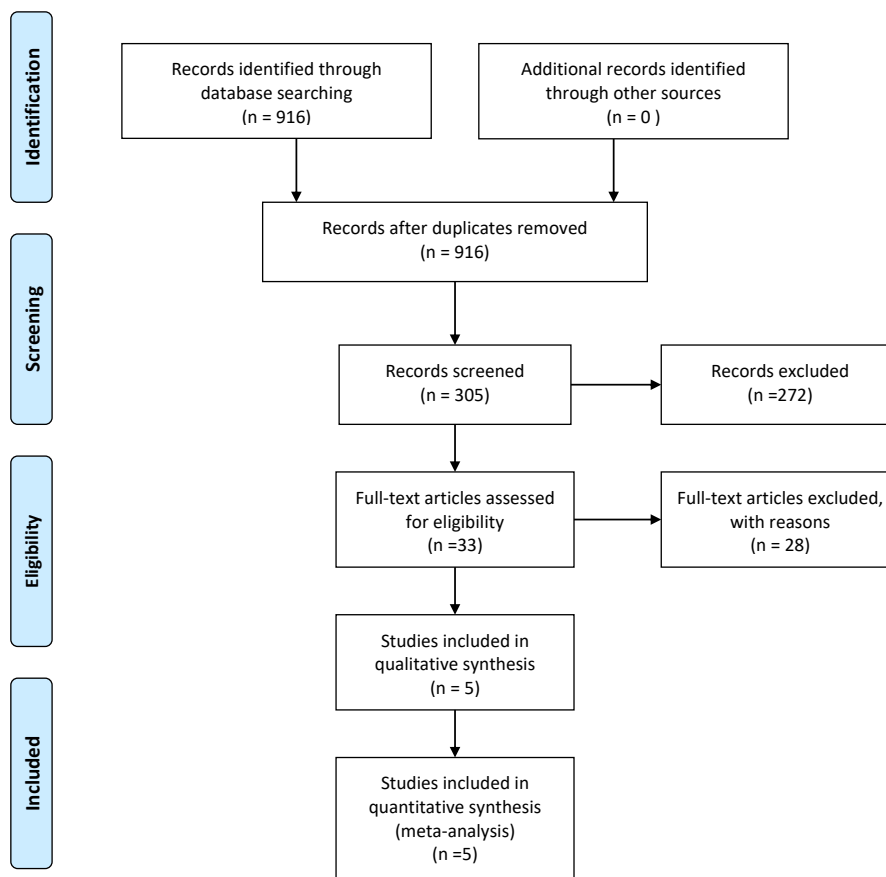 Identification
Records identified through
database searching
(n = 916)
Additional records identified
through other sources
(n = 0 )
Records after duplicates removed
(n = 916)
Screening
Records screened
(n = 305)
Records excluded
(n =272)
Eligibility
Full-text articles assessed
for eligibility
(n =33)
Full-text articles excluded,
with reasons
(n = 28)
Studies included in
qualitative synthesis
(n = 5)
Included
Studies included in
quantitative synthesis
(meta-analysis)
(n =5)